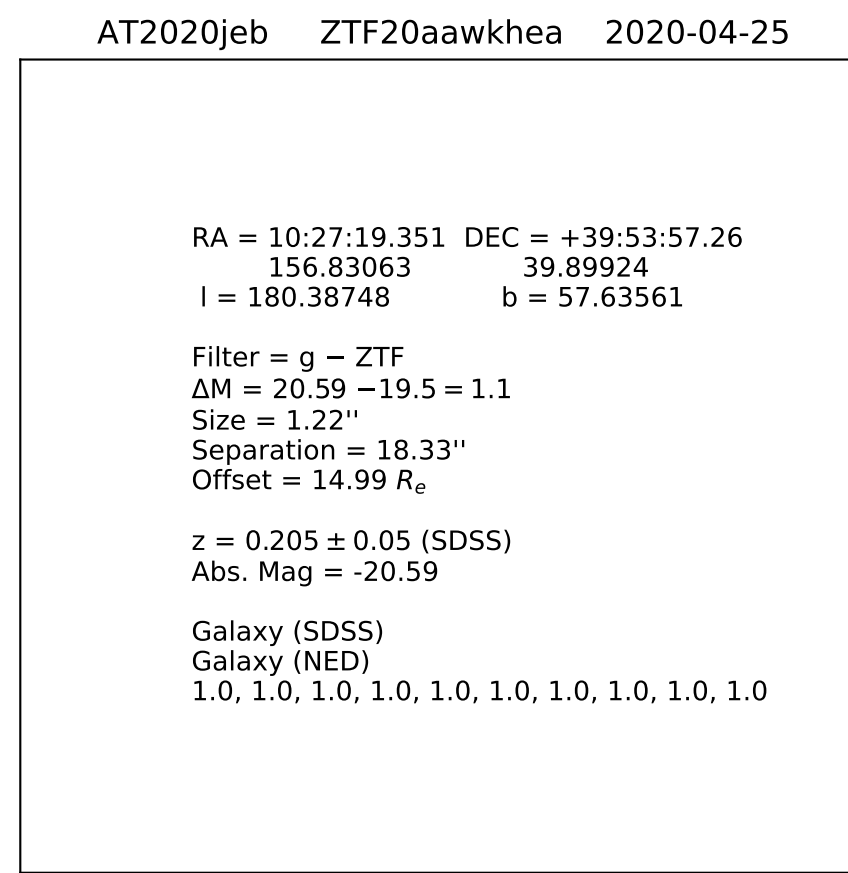 AT2020jeb ZTF20aawkhea 2020-04-25
RA = 10:27:19.351 DEC = +39:53:57.26
156.83063 39.89924
l = 180.38748 b = 57.63561
Filter = g − ZTF
ΔM = 20.59 −19.5 = 1.1
Size = 1.22''
Separation = 18.33''
Offset = 14.99 Rₑ
z = 0.205 ± 0.05 (SDSS)
Abs. Mag = -20.59
Galaxy (SDSS)
Galaxy (NED)
1.0, 1.0, 1.0, 1.0, 1.0, 1.0, 1.0, 1.0, 1.0, 1.0